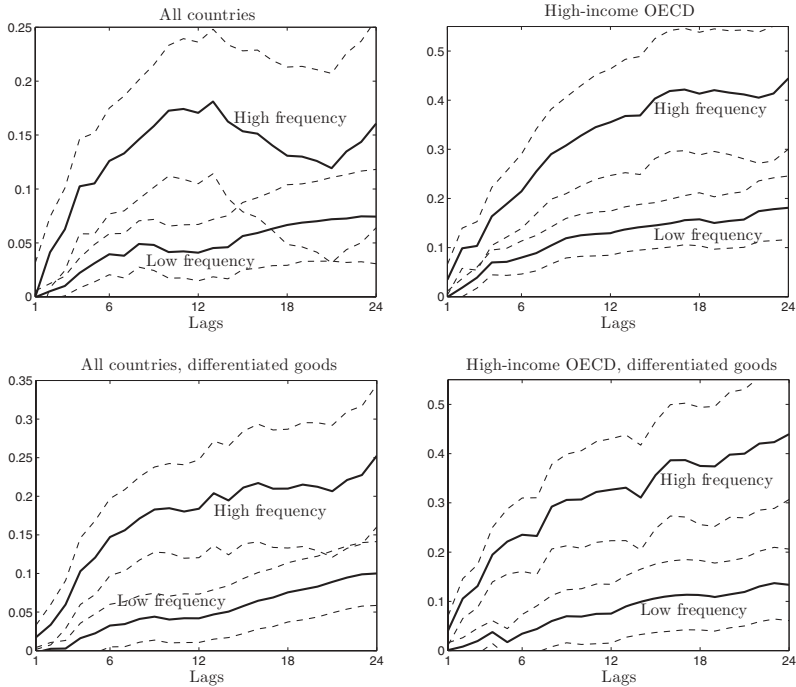 All countries
0.25
0.2
0.15
0.1
0.05
0
High frequency
Low frequency
1 6 12 18 24
Lags
High-income OECD
0.5
0.4
0.3
0.2
0.1
0
High frequency
Low frequency
1 6 12 18 24
Lags
All countries, differentiated goods
0.35
0.3
0.25
0.2
0.15
0.1
0.05
0
High frequency
Low frequency
1 6 12 18 24
Lags
High-income OECD, differentiated goods
0.5
0.4
0.3
0.2
0.1
0
High frequency
Low frequency
1 6 12 18 24
Lags